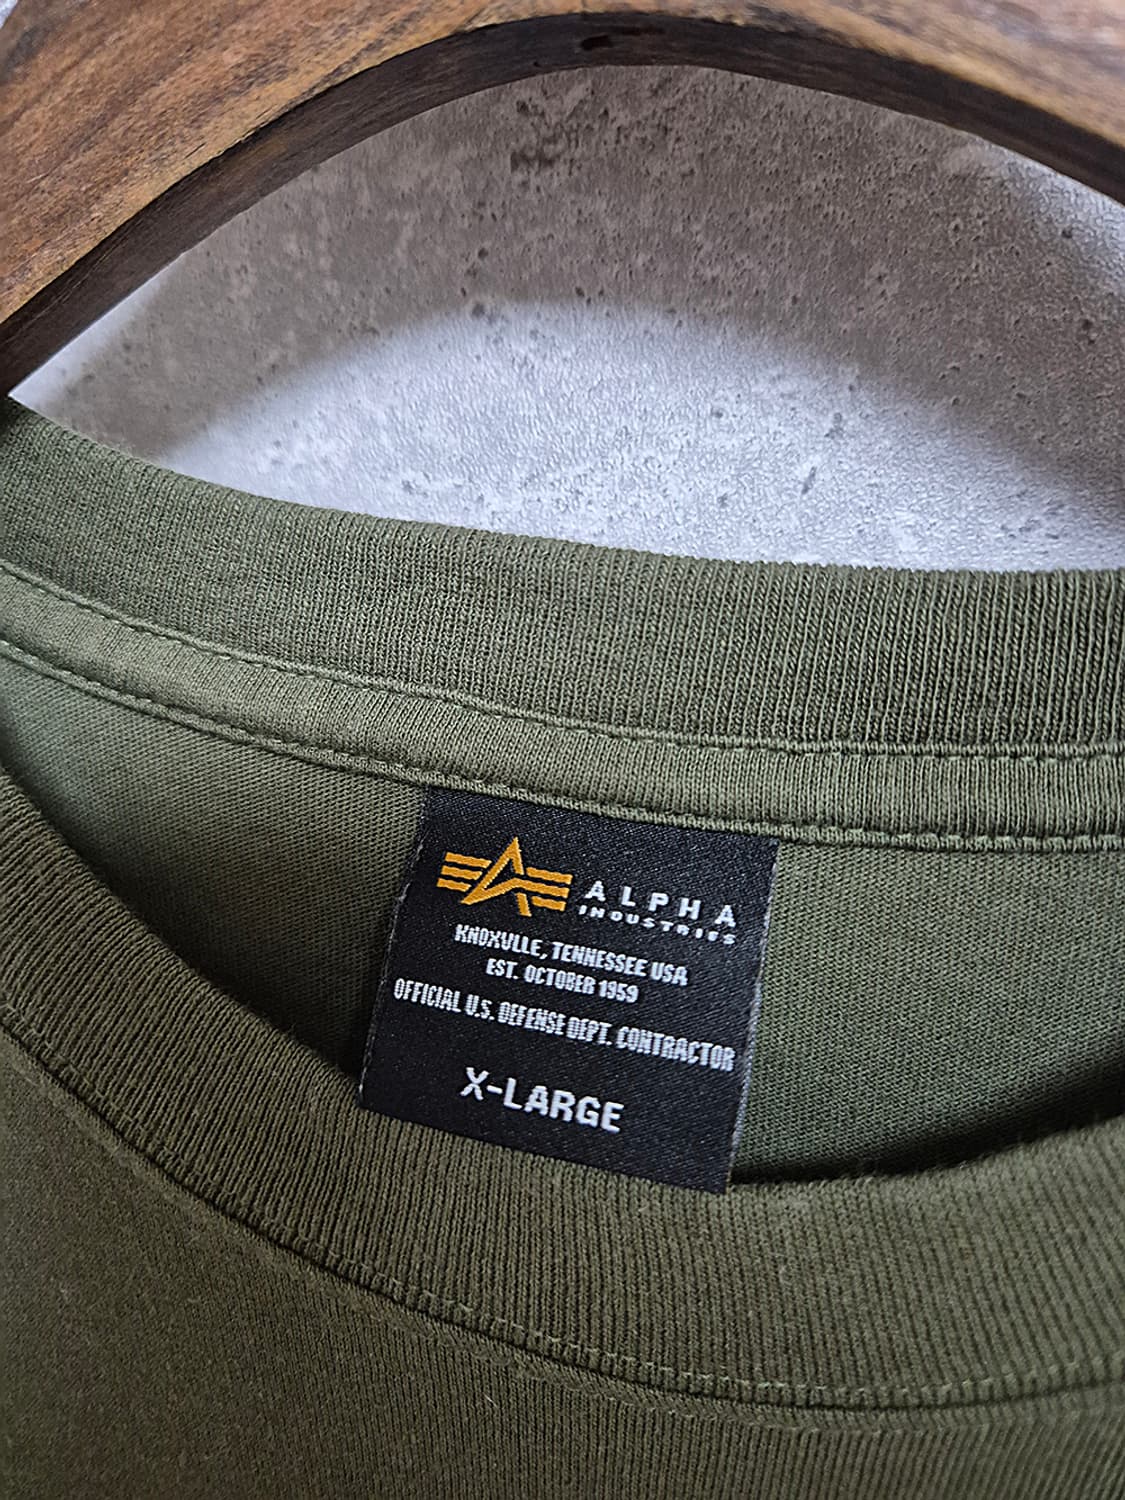 ALPHA
INDUSTRIES
KNOXVILLE, TENNESSEE USA
EST. OCTOBER 1959
OFFICIAL U.S. DEFENSE DEPT. CONTRACTOR
X-LARGE